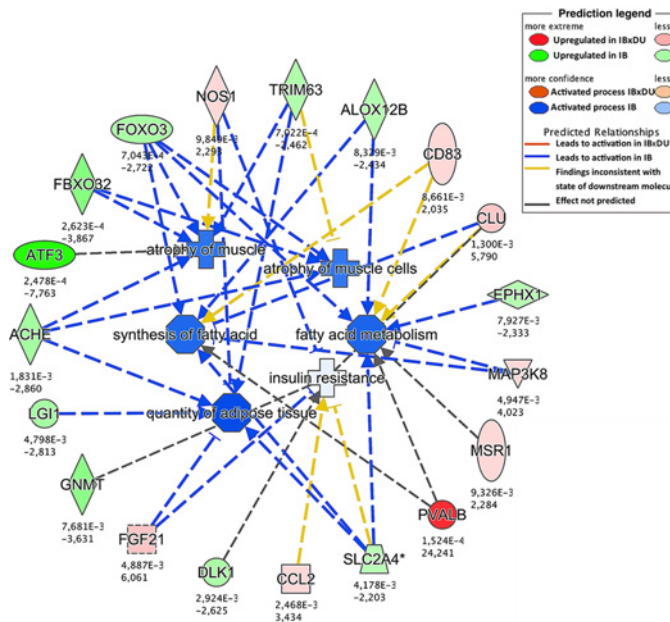 Prediction legend
more extreme less
Upregulated in IBxDU
Upregulated in IB
more confidence less
Activated process IBxDU
Activated process IB
Predicted Relationships
Leads to activation in IBxDU
Leads to activation in IB
Findings inconsistent with
state of downstream molecu
Effect not predicted
NOS1
9,849E-3
2,293
TRIM63
7,022E-4
-2,462
ALOX12B
8,329E-3
-2,434
FOXO3
7,043E-4
-2,722
CD83
8,661E-3
2,035
FBXO32
2,623E-4
-3,867
CLU
1,300E-3
5,790
ATF3
2,478E-4
-7,763
atrophy of muscle
atrophy of muscle cells
EPHX1
7,927E-3
-2,333
ACHE
1,831E-3
-2,860
synthesis of fatty acid
fatty acid metabolism
MAP3K8
4,947E-3
4,023
insulin resistance
LGI1
4,798E-3
-2,813
quantity of adipose tissue
MSR1
9,326E-3
2,284
GNMT
7,681E-3
-3,631
PVALB
1,524E-4
24,241
FGF21
4,887E-3
6,061
DLK1
2,924E-3
-2,625
CCL2
2,468E-3
3,434
SLC2A4*
4,178E-3
-2,203